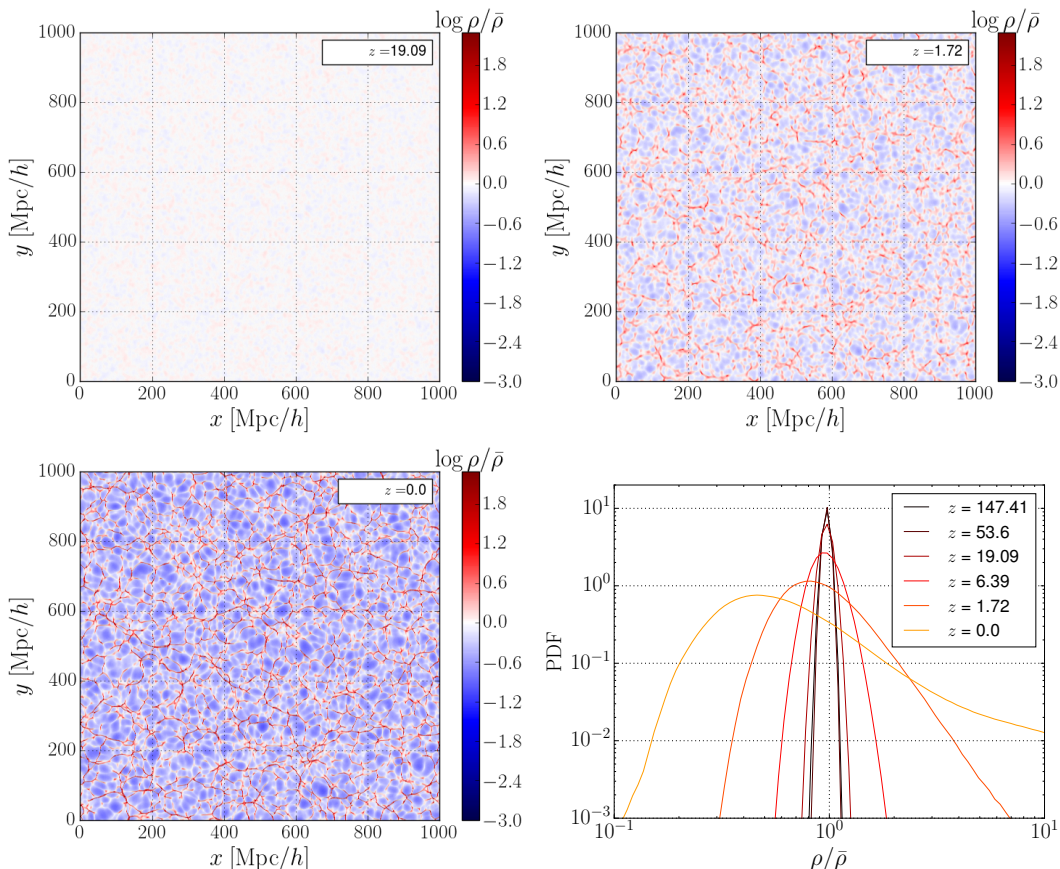 log ρ/ρ̄
z =19.09
1000
800
600
400
200
0
y [Mpc/h]
0 200 400 600 800 1000
x [Mpc/h]
1.8
1.2
0.6
0.0
−0.6
−1.2
−1.8
−2.4
−3.0
log ρ/ρ̄
z =1.72
1000
800
600
400
200
0
y [Mpc/h]
0 200 400 600 800 1000
x [Mpc/h]
1.8
1.2
0.6
0.0
−0.6
−1.2
−1.8
−2.4
−3.0
log ρ/ρ̄
z =0.0
1000
800
600
400
200
0
y [Mpc/h]
0 200 400 600 800 1000
x [Mpc/h]
1.8
1.2
0.6
0.0
−0.6
−1.2
−1.8
−2.4
−3.0
z = 147.41
z = 53.6
z = 19.09
z = 6.39
z = 1.72
z = 0.0
10¹
10⁰
10⁻¹
10⁻²
10⁻³
PDF
10⁻¹ 10⁰ 10¹
ρ/ρ̄